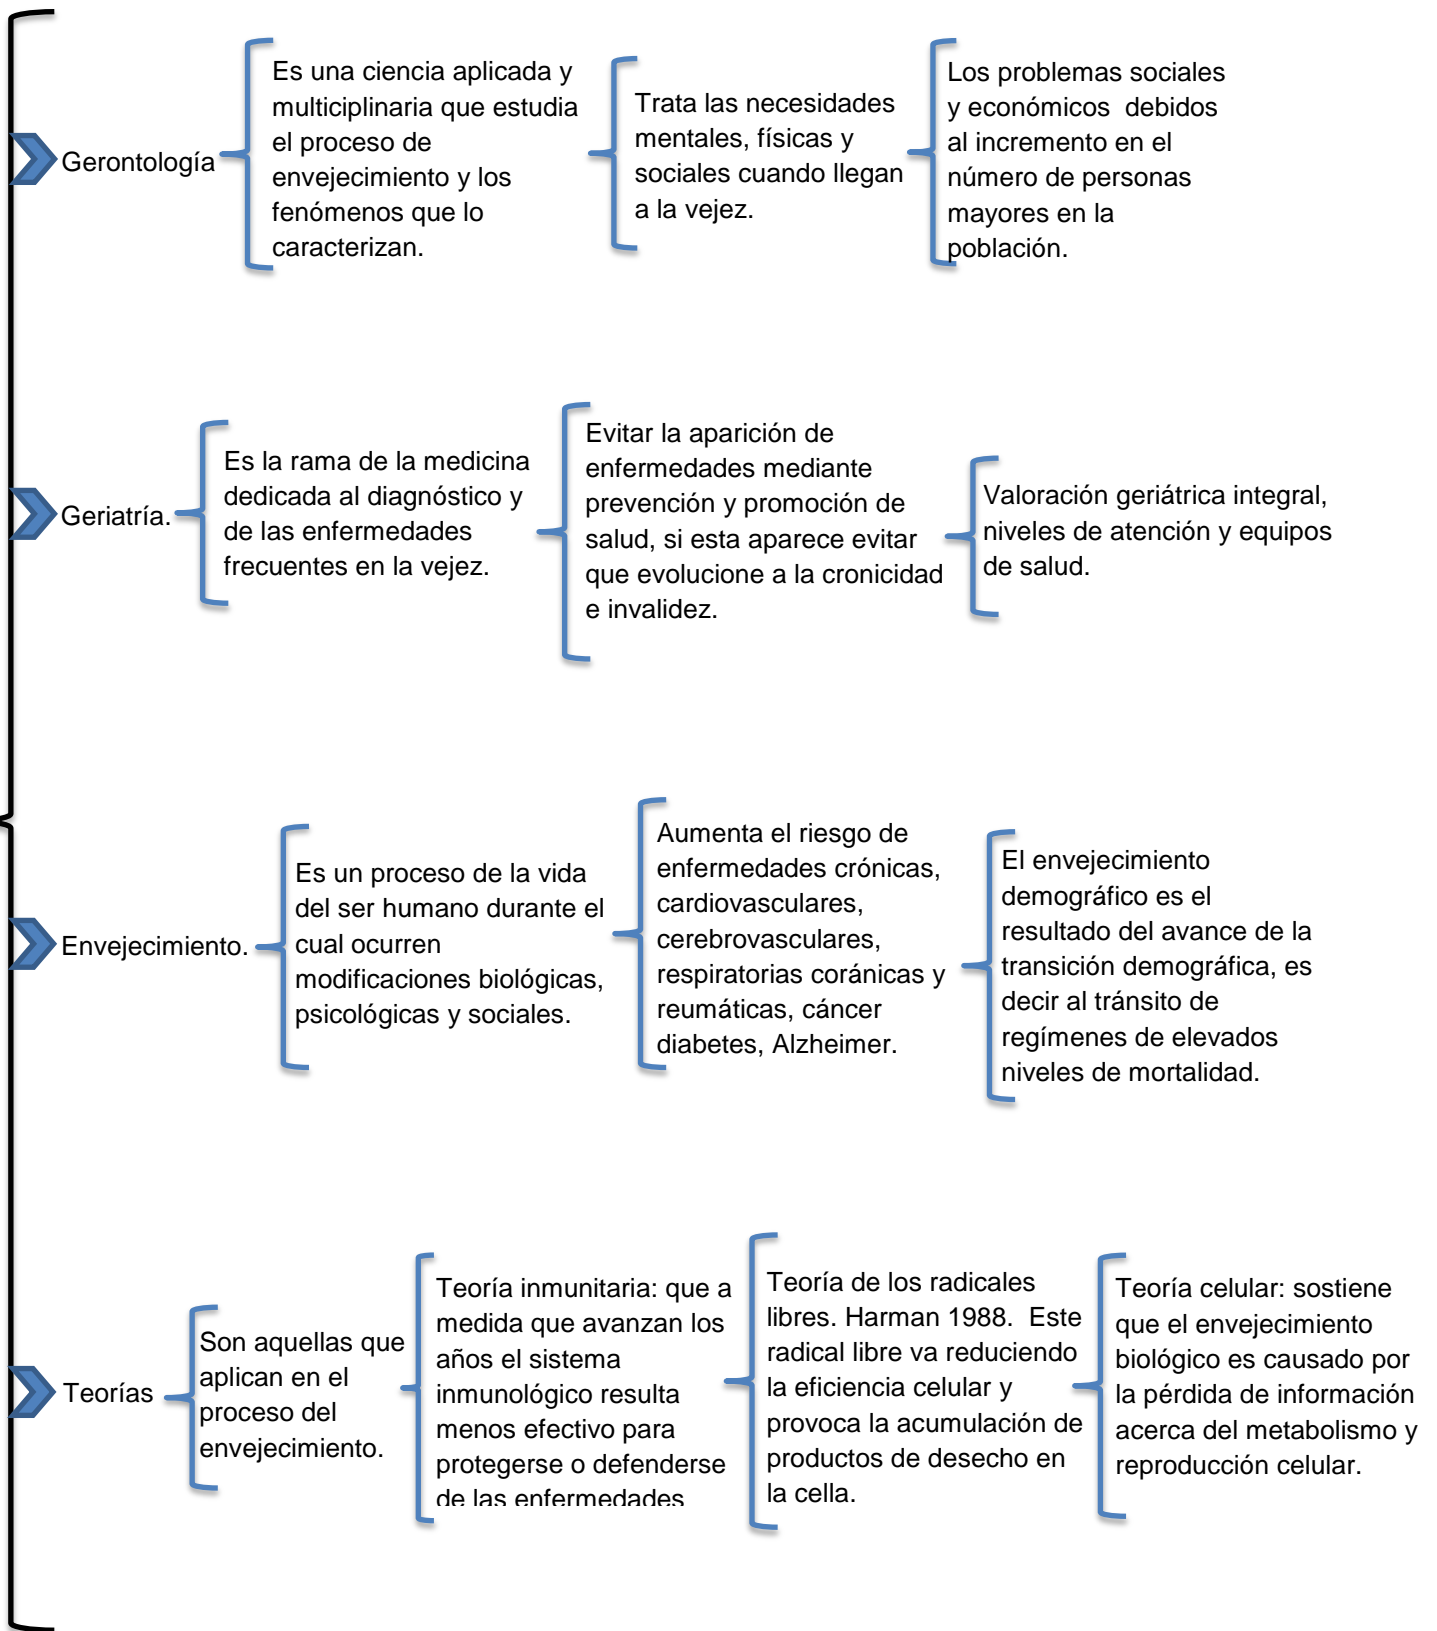 Gerontología
Es una ciencia aplicada y
multiciplinaria que estudia
el proceso de
envejecimiento y los
fenómenos que lo
caracterizan.
Trata las necesidades
mentales, físicas y
sociales cuando llegan
a la vejez.
Los problemas sociales
y económicos  debidos
al incremento en el
número de personas
mayores en la
población.
Geriatría.
Es la rama de la medicina
dedicada al diagnóstico y
de las enfermedades
frecuentes en la vejez.
Evitar la aparición de
enfermedades mediante
prevención y promoción de
salud, si esta aparece evitar
que evolucione a la cronicidad
e invalidez.
Valoración geriátrica integral,
niveles de atención y equipos
de salud.
Envejecimiento.
Es un proceso de la vida
del ser humano durante el
cual ocurren
modificaciones biológicas,
psicológicas y sociales.
Aumenta el riesgo de
enfermedades crónicas,
cardiovasculares,
cerebrovasculares,
respiratorias coránicas y
reumáticas, cáncer
diabetes, Alzheimer.
El envejecimiento
demográfico es el
resultado del avance de la
transición demográfica, es
decir al tránsito de
regímenes de elevados
niveles de mortalidad.
Teorías
Son aquellas que
aplican en el
proceso del
envejecimiento.
Teoría inmunitaria: que a
medida que avanzan los
años el sistema
inmunológico resulta
menos efectivo para
protegerse o defenderse
de las enfermedades
Teoría de los radicales
libres. Harman 1988.  Este
radical libre va reduciendo
la eficiencia celular y
provoca la acumulación de
productos de desecho en
la cella.
Teoría celular: sostiene
que el envejecimiento
biológico es causado por
la pérdida de información
acerca del metabolismo y
reproducción celular.